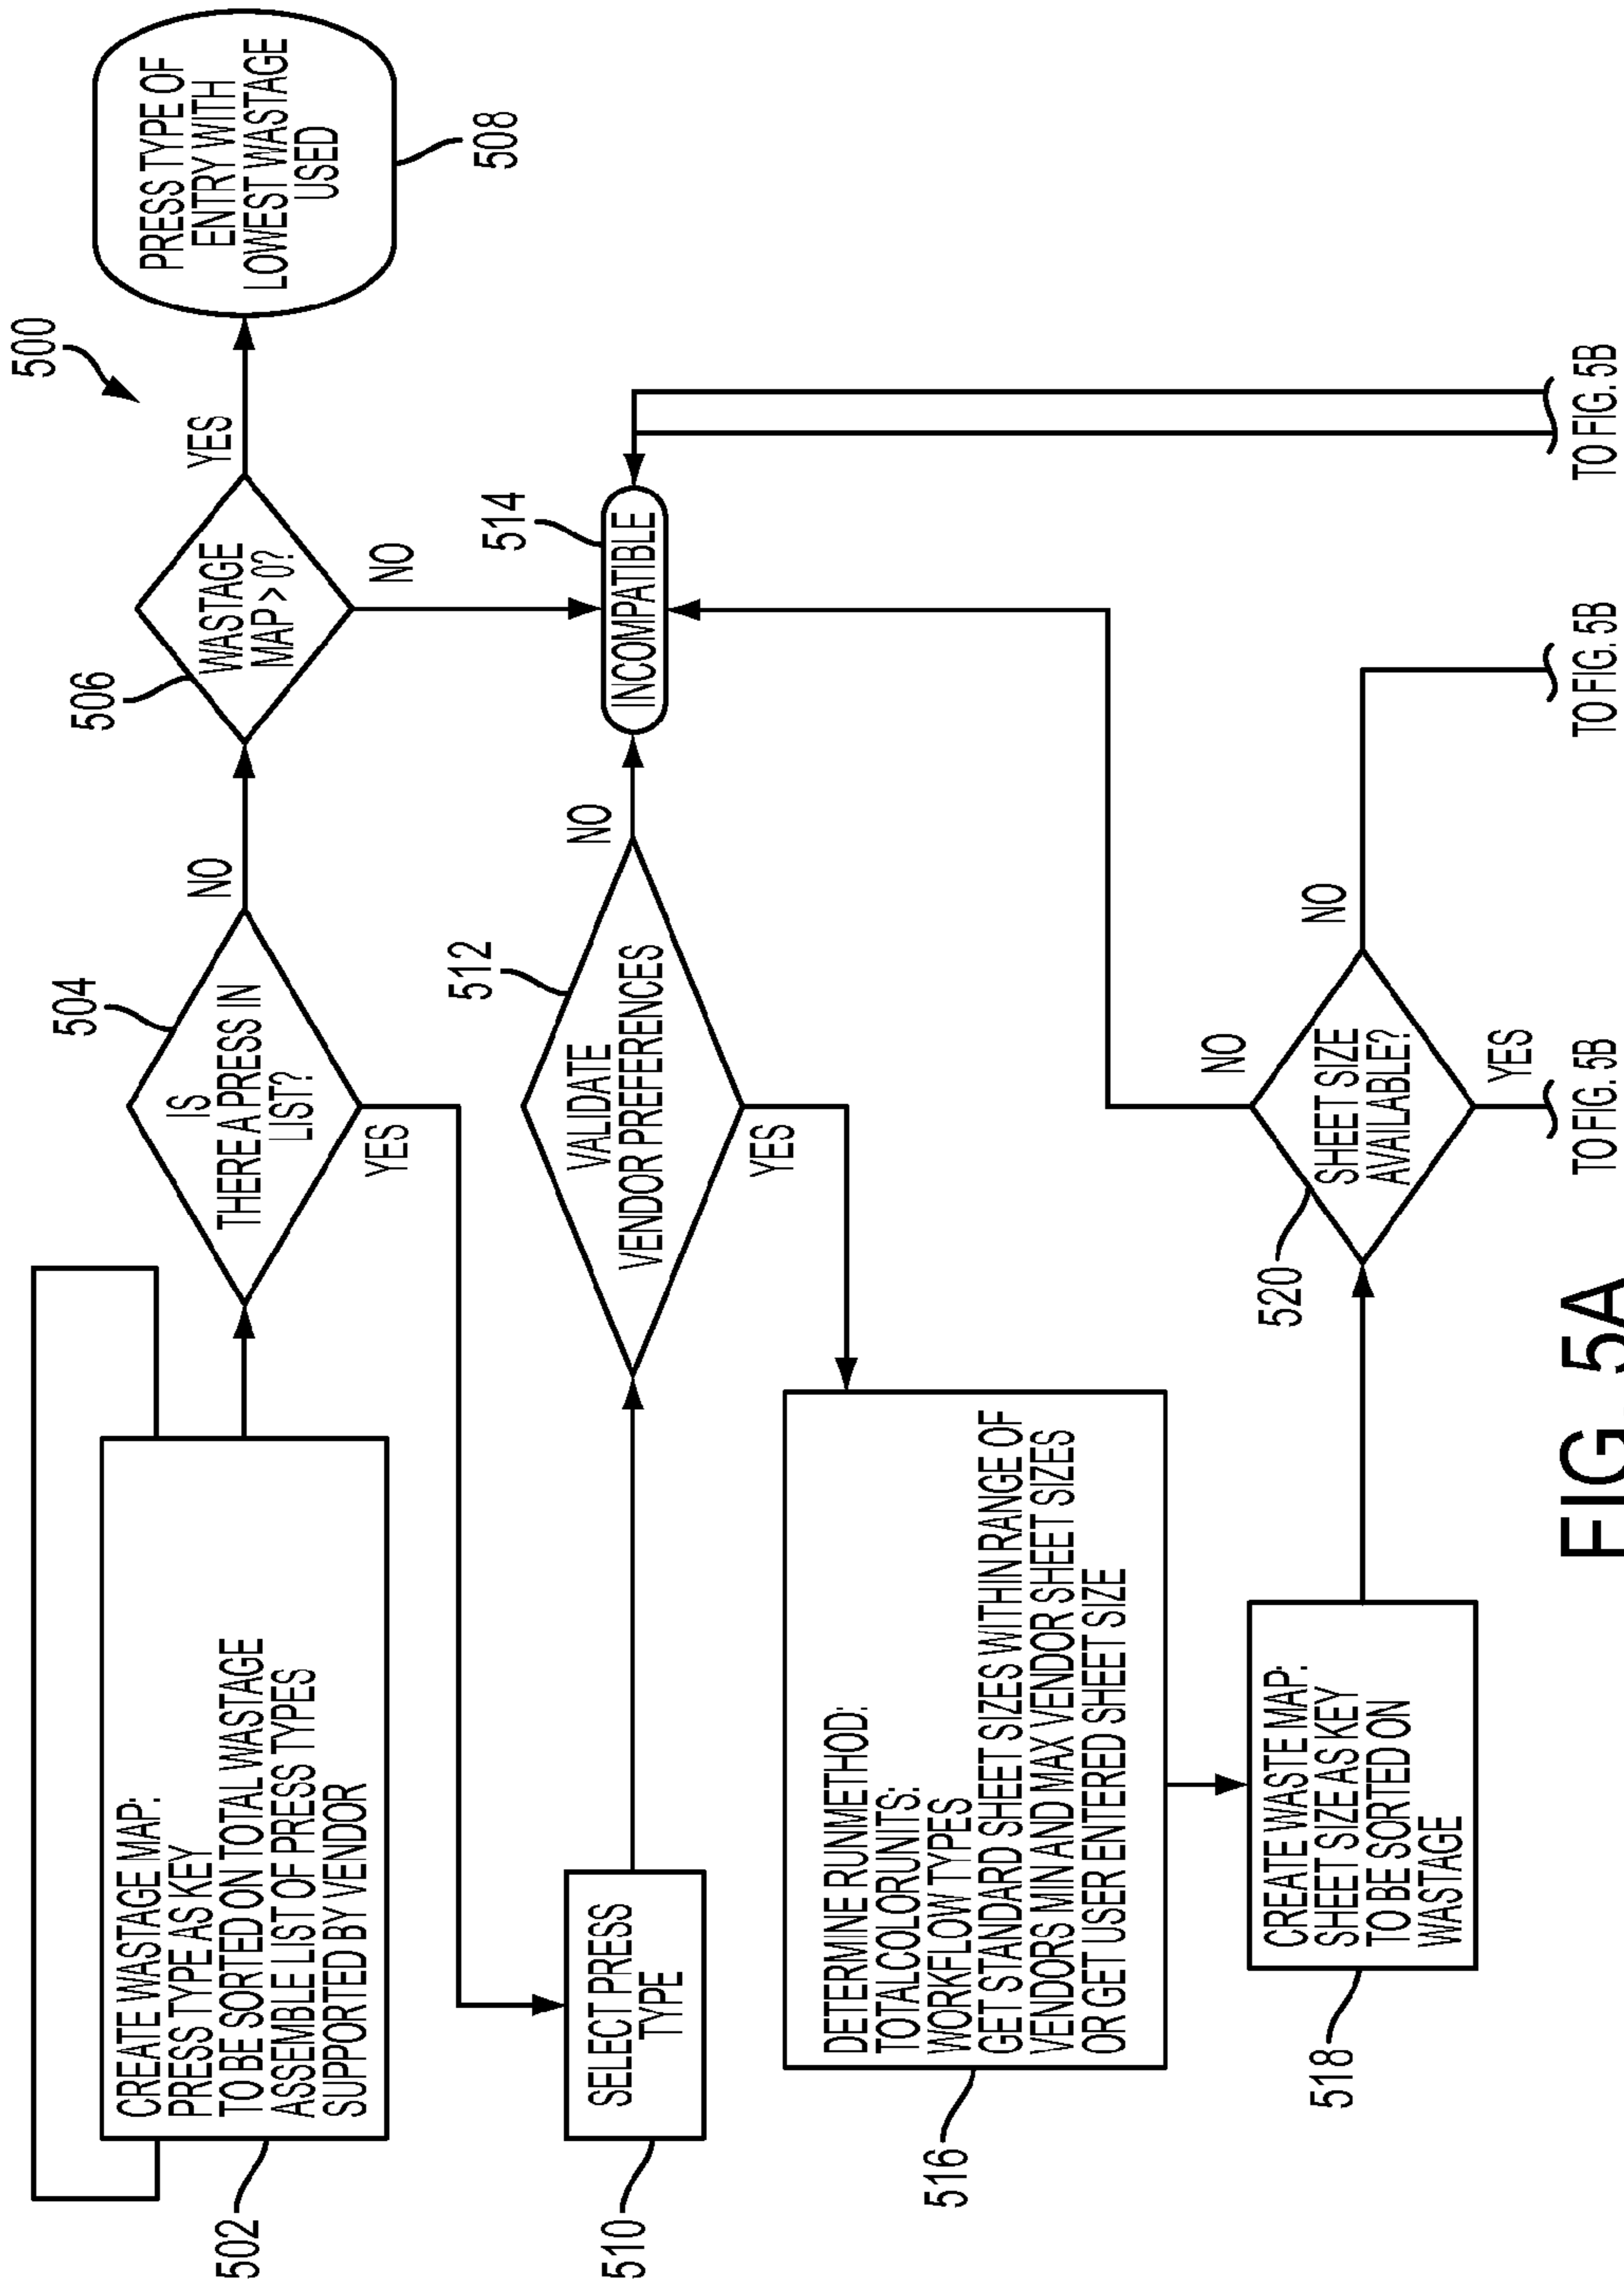 500
CREATE WASTAGE MAP:
PRESS TYPE AS KEY
TO BE SORTED ON TOTAL WASTAGE
ASSEMBLE LIST OF PRESS TYPES
SUPPORTED BY VENDOR
502
IS
THERE A PRESS IN
LIST?
504
NO
YES
WASTAGE
MAP > 0?
506
YES
NO
PRESS TYPE OF
ENTRY WITH
LOWEST WASTAGE
USED
508
SELECT PRESS
TYPE
510
VALIDATE
VENDOR PREFERENCES
512
NO
YES
INCOMPATIBLE
514
DETERMINE RUNMETHOD:
TOTALCOLORUNITS:
WORKFLOW TYPES
GET STANDARD SHEET SIZES WITHIN RANGE OF
VENDORS MIN AND MAX VENDOR SHEET SIZES
OR GET USER ENTERED SHEET SIZE
516
CREATE WASTE MAP:
SHEET SIZE AS KEY
TO BE SORTED ON
WASTAGE
518
SHEET SIZE
AVAILABLE?
520
NO
NO
YES
TO FIG. 5B
TO FIG. 5B
TO FIG. 5B
FIG. 5A